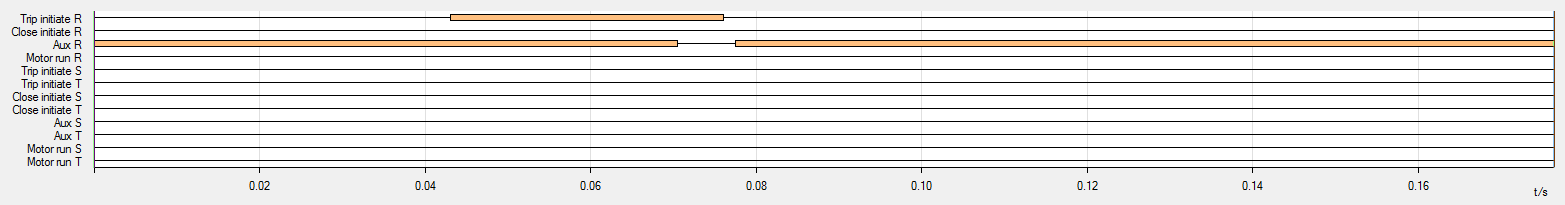 Trip initiate R
Close initiate R
Aux R
Motor run R
Trip initiate S
Trip initiate T
Close initiate S
Close initiate T
Aux S
Aux T
Motor run S
Motor run T
0.02 0.04 0.06 0.08 0.10 0.12 0.14 0.16
t/s